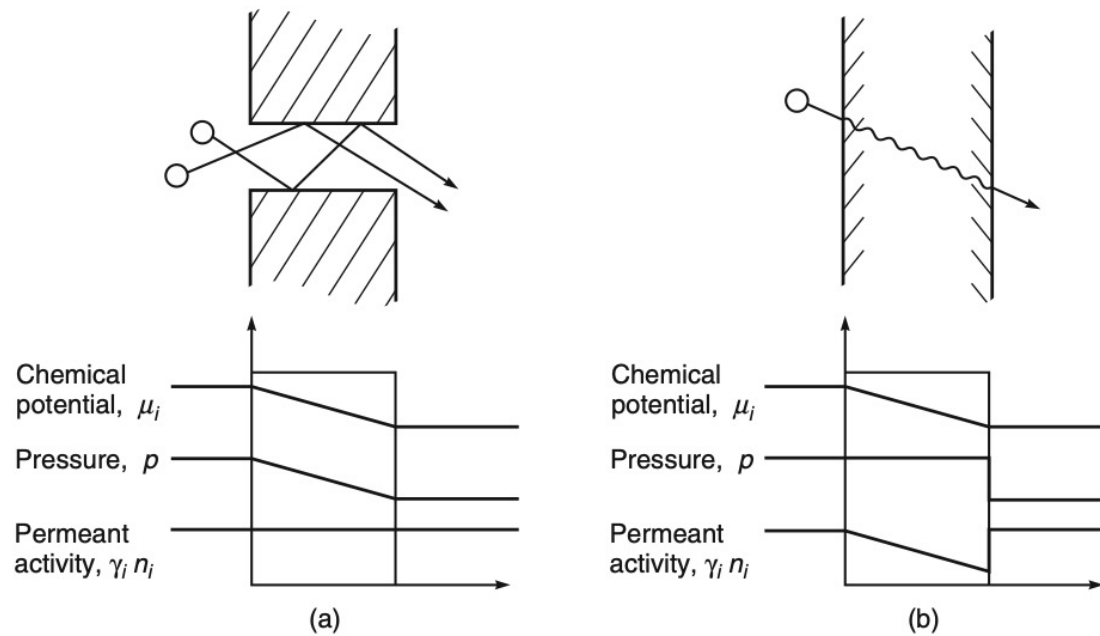 Chemical
potential, μᵢ
Pressure, p
Permeant
activity, γᵢ nᵢ
(a)
Chemical
potential, μᵢ
Pressure, p
Permeant
activity, γᵢ nᵢ
(b)